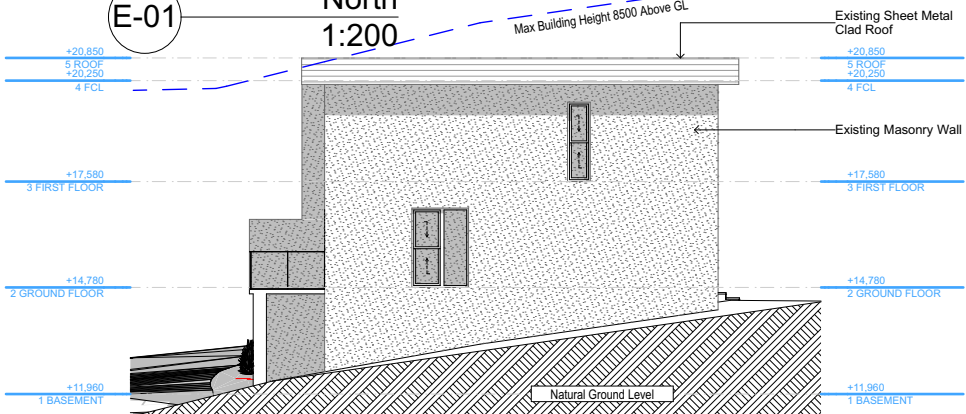 E-01
North
1:200
Max Building Height 8500 Above GL
Existing Sheet Metal
Clad Roof
+20,850
5 ROOF
+20,250
4 FCL
+20,850
5 ROOF
+20,250
4 FCL
Existing Masonry Wall
+17,580
3 FIRST FLOOR
+17,580
3 FIRST FLOOR
+14,780
2 GROUND FLOOR
+14,780
2 GROUND FLOOR
+11,960
1 BASEMENT
Natural Ground Level
+11,960
1 BASEMENT